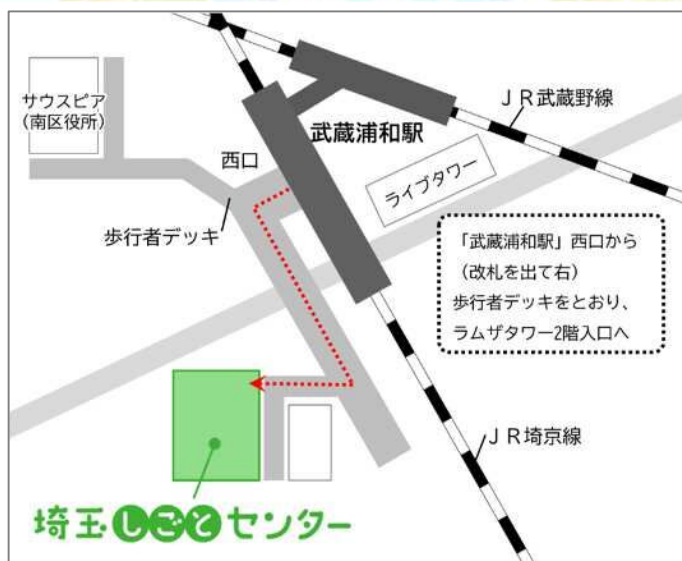 サウスピア
(南区役所)
JR武蔵野線
武蔵浦和駅
西口
ライブタワー
歩行者デッキ
「武蔵浦和駅」西口から
(改札を出て右)
歩行者デッキをとおり、
ラムザタワー2階入口へ
JR埼京線
埼玉しごとセンター